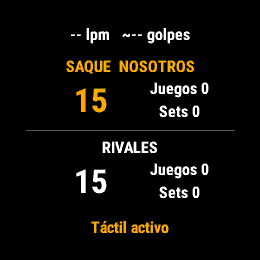 -- lpm ~-- golpes
SAQUE NOSOTROS
15
Juegos 0
Sets 0
RIVALES
15
Juegos 0
Sets 0
Táctil activo